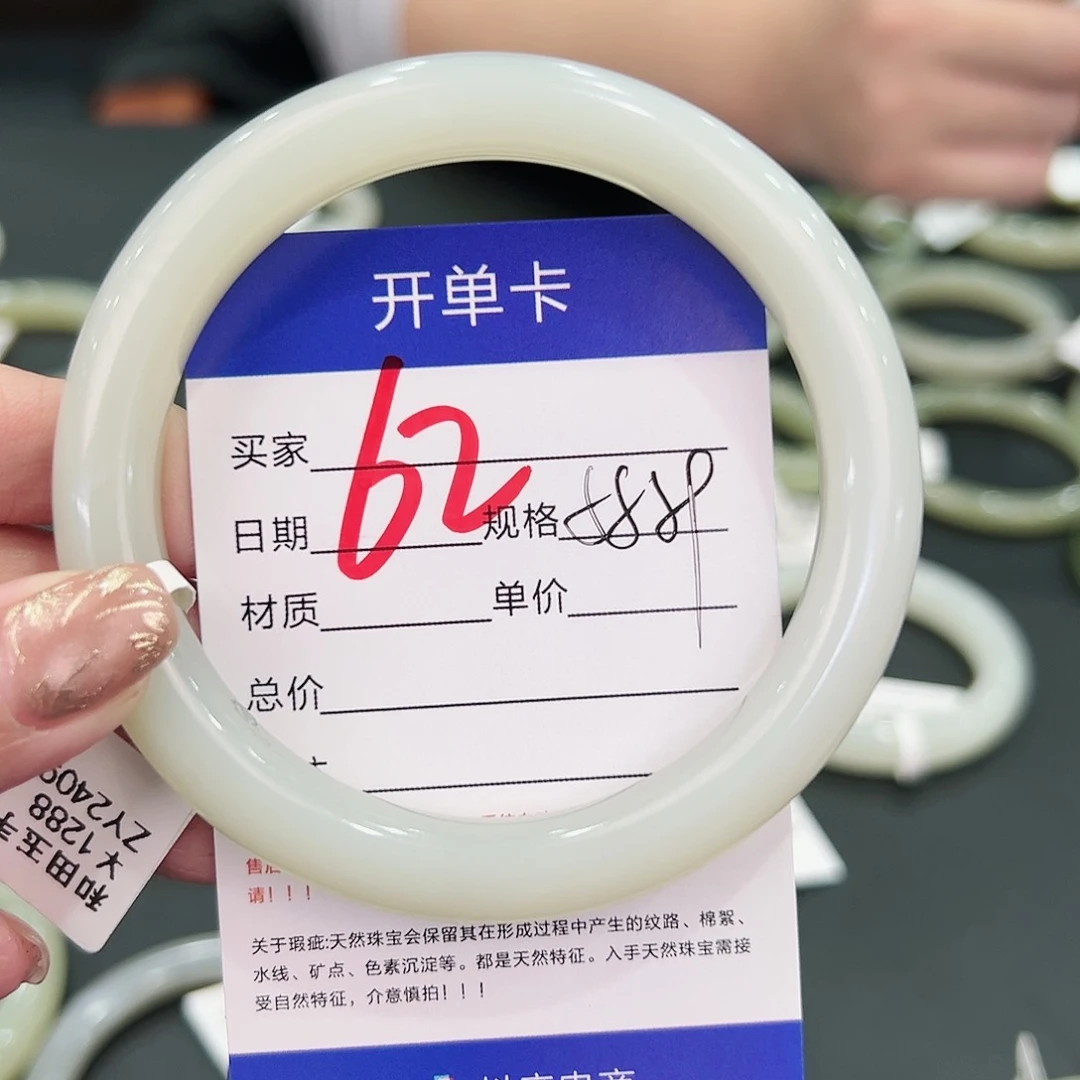 开单卡
62
买家
日期 规格 888
材质 单价
总价
售后
请！！！
关于瑕疵:天然珠宝会保留其在形成过程中产生的纹路、棉絮、
水线、矿点、色素沉淀等。都是天然特征。入手天然珠宝需接
受自然特征，介意慎拍！！！
和田玉手
￥1288
ZY2409